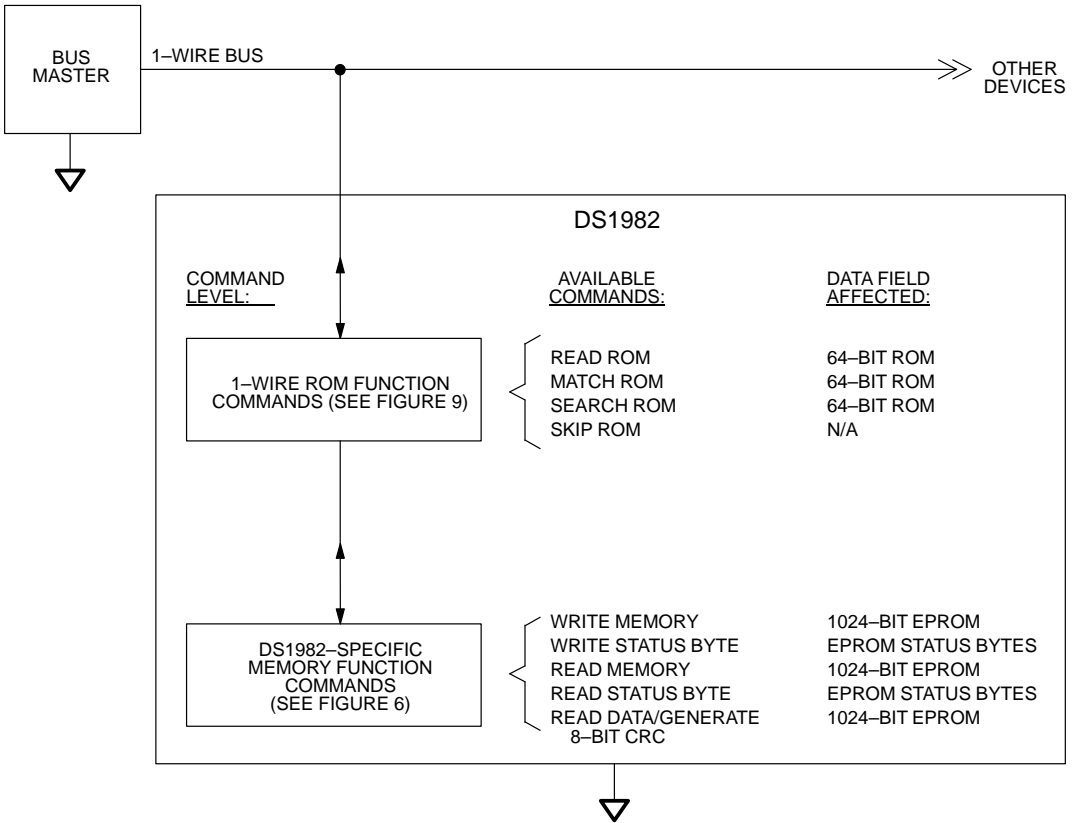 BUS
MASTER
1–WIRE BUS
OTHER
DEVICES
DS1982
COMMAND
LEVEL:
AVAILABLE
COMMANDS:
DATA FIELD
AFFECTED:
1–WIRE ROM FUNCTION
COMMANDS (SEE FIGURE 9)
READ ROM 64–BIT ROM
MATCH ROM 64–BIT ROM
SEARCH ROM 64–BIT ROM
SKIP ROM N/A
DS1982–SPECIFIC
MEMORY FUNCTION
COMMANDS
(SEE FIGURE 6)
WRITE MEMORY 1024–BIT EPROM
WRITE STATUS BYTE EPROM STATUS BYTES
READ MEMORY 1024–BIT EPROM
READ STATUS BYTE EPROM STATUS BYTES
READ DATA/GENERATE 1024–BIT EPROM
8–BIT CRC